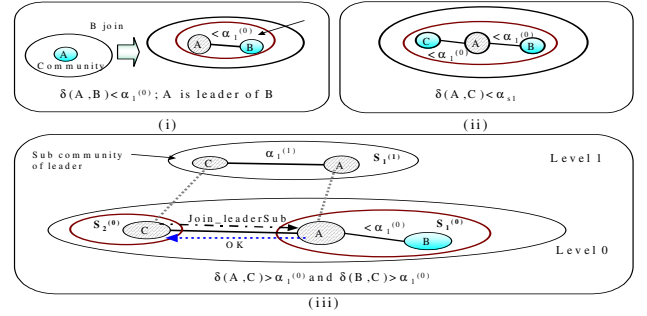 B join
A
Community
< α₁⁽⁰⁾
A
B
δ(A,B)<α₁⁽⁰⁾; A is leader of B
(i)
C
A
B
< α₁⁽⁰⁾
< α₁⁽⁰⁾
δ(A,C)<αₛ₁
(ii)
Sub community
of leader
C
α₁⁽¹⁾
A
S₁⁽¹⁾
Level 1
S₂⁽⁰⁾
C
Join_leaderSub
OK
A
< α₁⁽⁰⁾
B
S₁⁽⁰⁾
Level 0
δ(A,C)>α₁⁽⁰⁾ and δ(B,C)>α₁⁽⁰⁾
(iii)